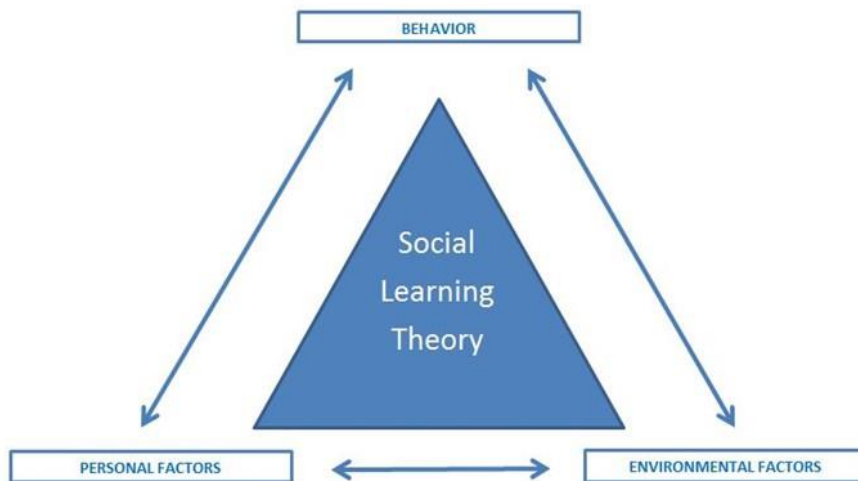 BEHAVIOR
Social
Learning
Theory
PERSONAL FACTORS
ENVIRONMENTAL FACTORS